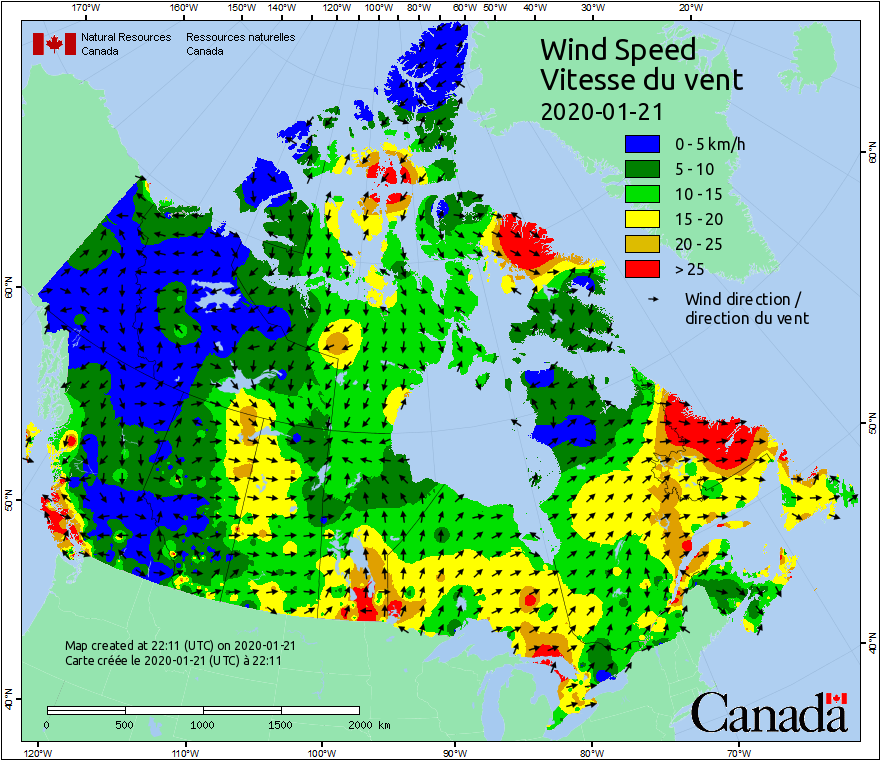 170°W 160°W 150°W 140°W 120°W 100°W 80°W 60°W 50°W 40°W 30°W 20°W
Natural Resources Ressources naturelles
Canada Canada
Wind Speed
Vitesse du vent
2020-01-21
0 - 5 km/h
5 - 10
10 - 15
15 - 20
20 - 25
> 25
Wind direction /
direction du vent
60°N
50°N
40°N
60°N
50°N
40°N
Map created at 22:11 (UTC) on 2020-01-21
Carte créée le 2020-01-21 (UTC) à 22:11
0 500 1000 1500 2000 km
Canada
120°W 110°W 100°W 90°W 80°W 70°W